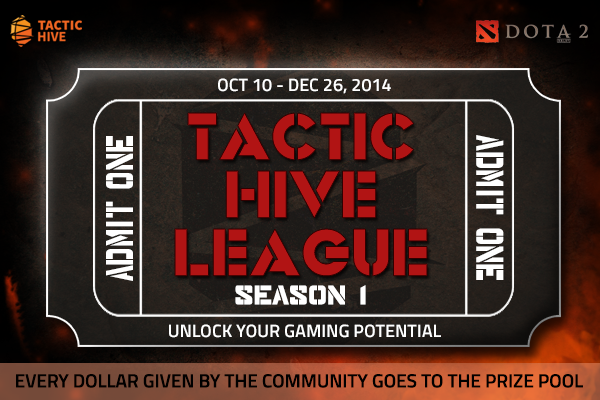 TACTIC
HIVE
DOTA 2
OCT 10 - DEC 26, 2014
ADMIT ONE
TACTIC
HIVE
LEAGUE
SEASON 1
ADMIT ONE
UNLOCK YOUR GAMING POTENTIAL
EVERY DOLLAR GIVEN BY THE COMMUNITY GOES TO THE PRIZE POOL